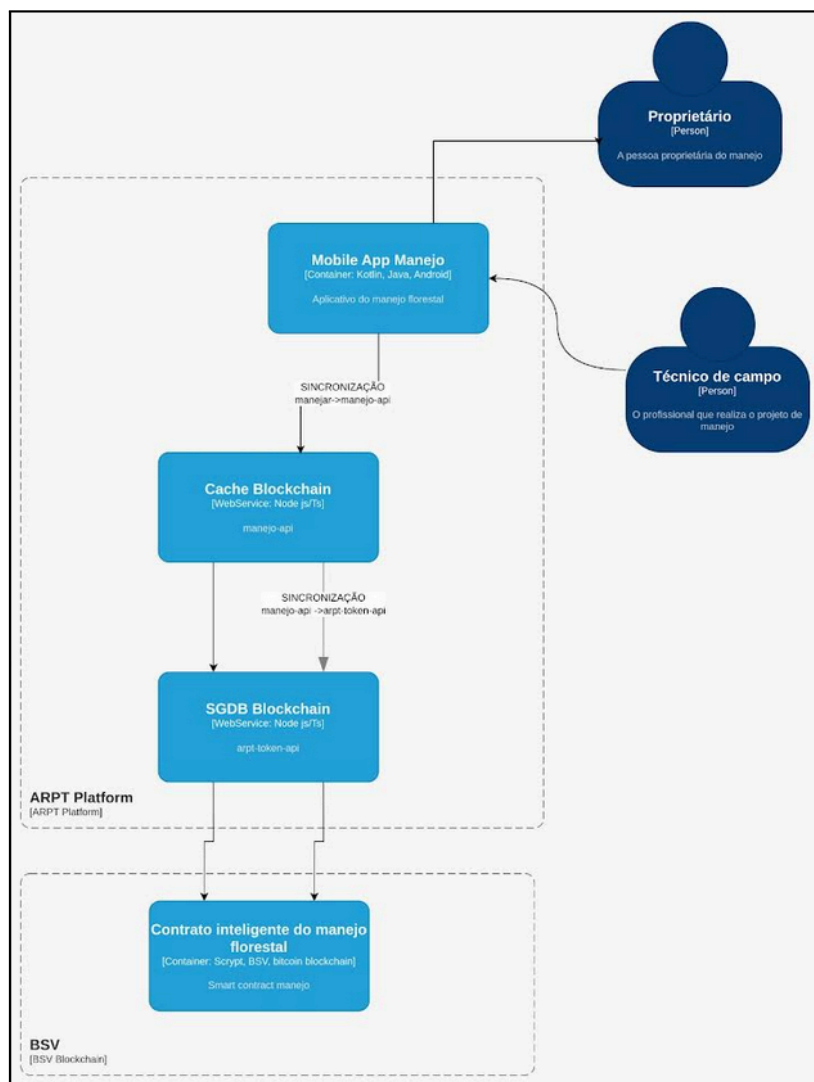 Proprietário
[Person]
A pessoa proprietária do manejo
Mobile App Manejo
[Container: Kotlin, Java, Android]
Aplicativo do manejo florestal
Técnico de campo
[Person]
O profissional que realiza o projeto de
manejo
SINCRONIZAÇÃO
manejar->manejo-api
Cache Blockchain
[WebService: Node js/Ts]
manejo-api
SINCRONIZAÇÃO
manejo-api ->arpt-token-api
SGDB Blockchain
[WebService: Node js/Ts]
arpt-token-api
ARPT Platform
[ARPT Platform]
Contrato inteligente do manejo
florestal
[Container: Scrypt, BSV, bitcoin blockchain]
Smart contract manejo
BSV
[BSV Blockchain]